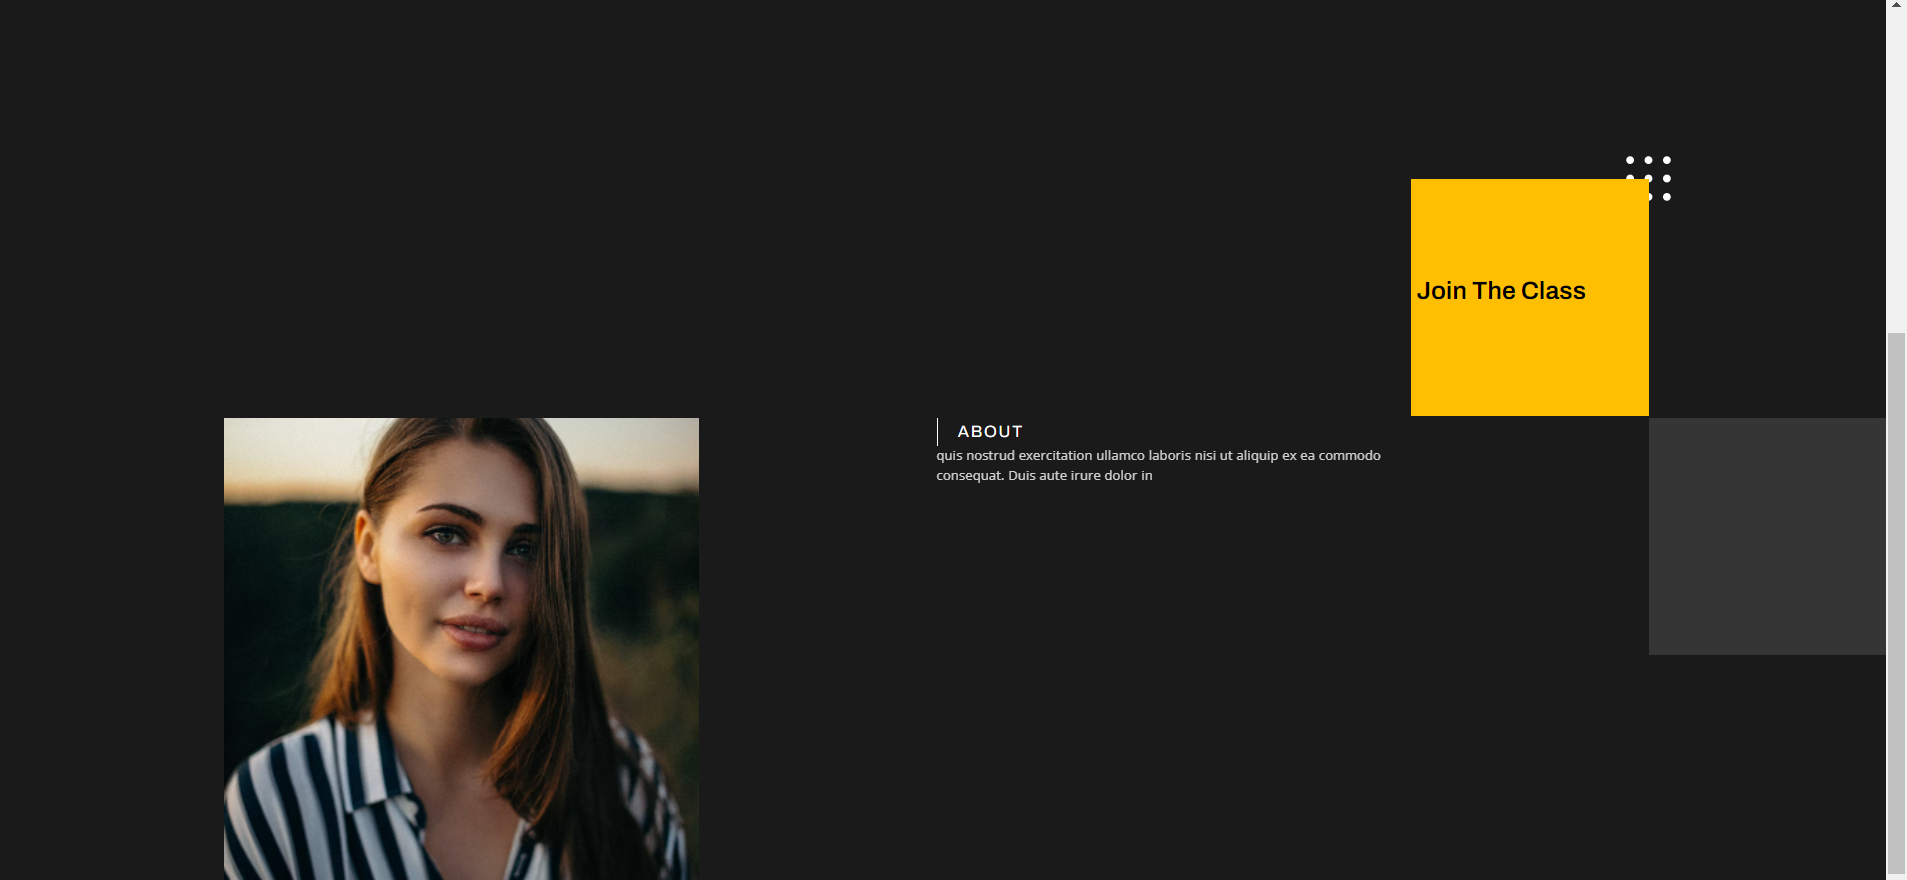 Join The Class
ABOUT
quis nostrud exercitation ullamco laboris nisi ut aliquip ex ea commodo
consequat. Duis aute irure dolor in